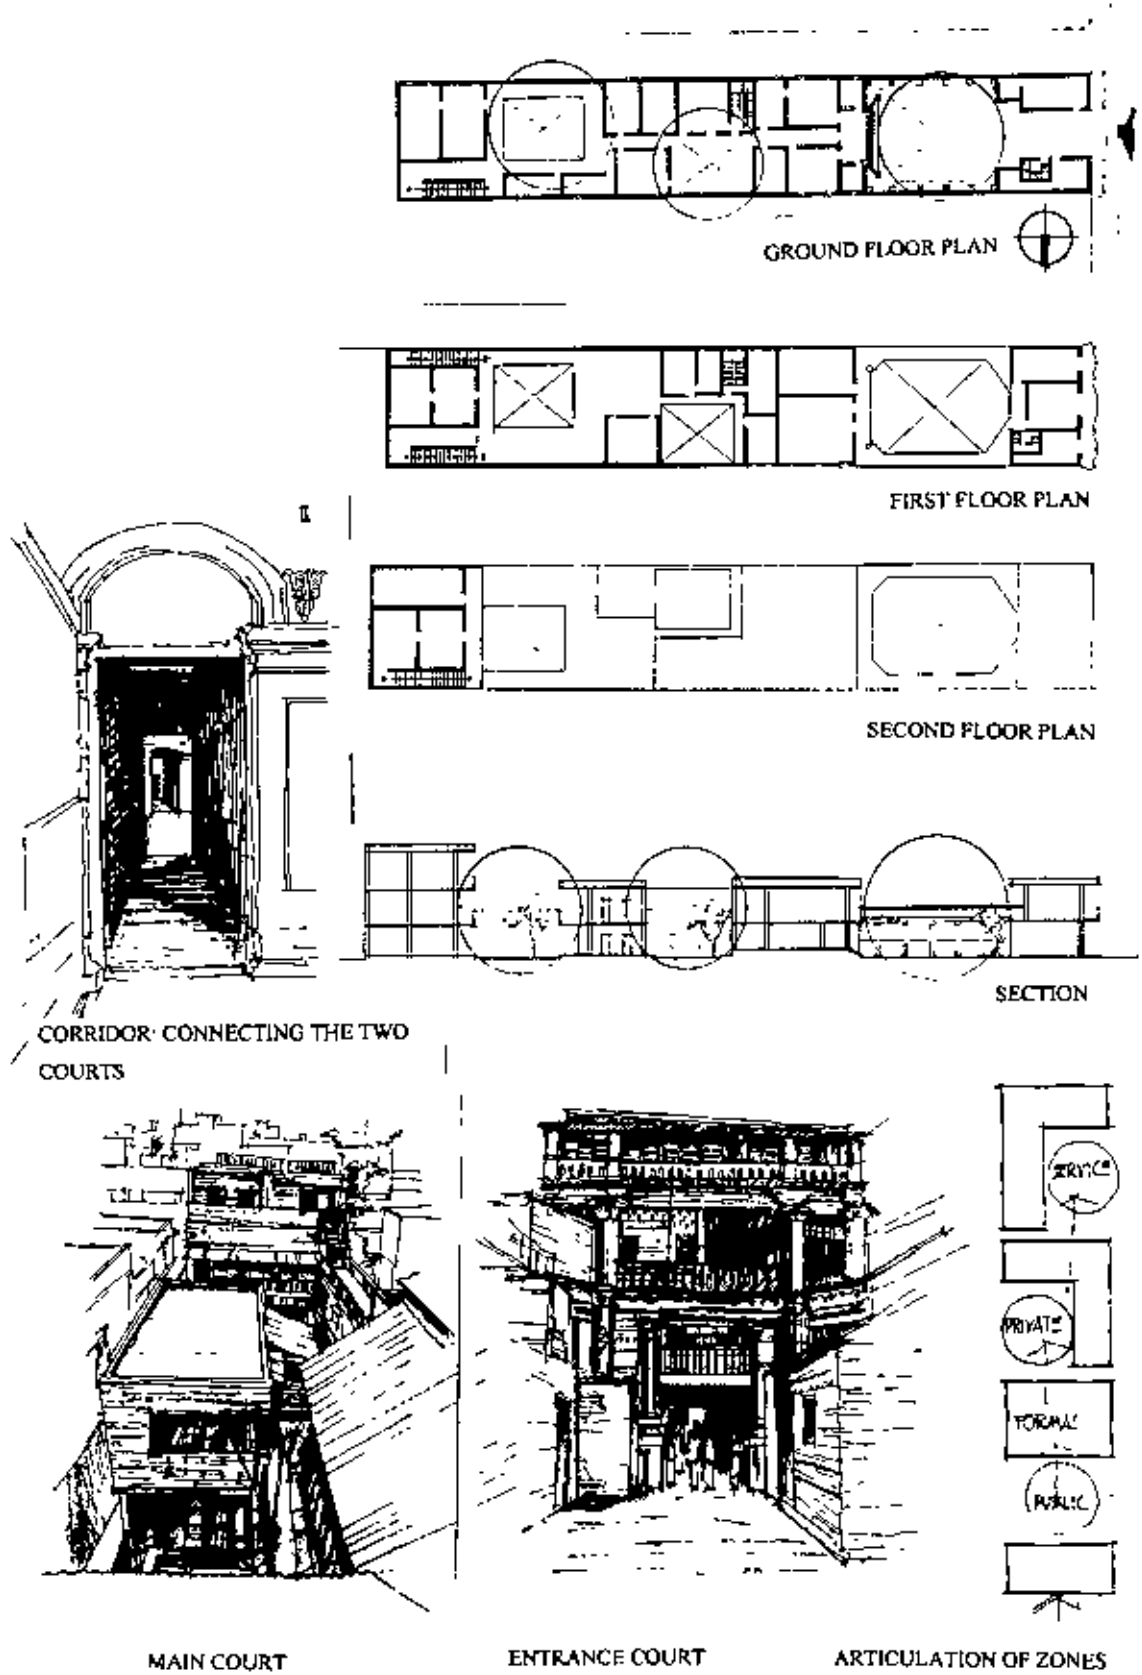 GROUND FLOOR PLAN
FIRST FLOOR PLAN
SECOND FLOOR PLAN
SECTION
CORRIDOR CONNECTING THE TWO
COURTS
SERVICE
PRIVATE
FORMAL
PUBLIC
MAIN COURT
ENTRANCE COURT
ARTICULATION OF ZONES